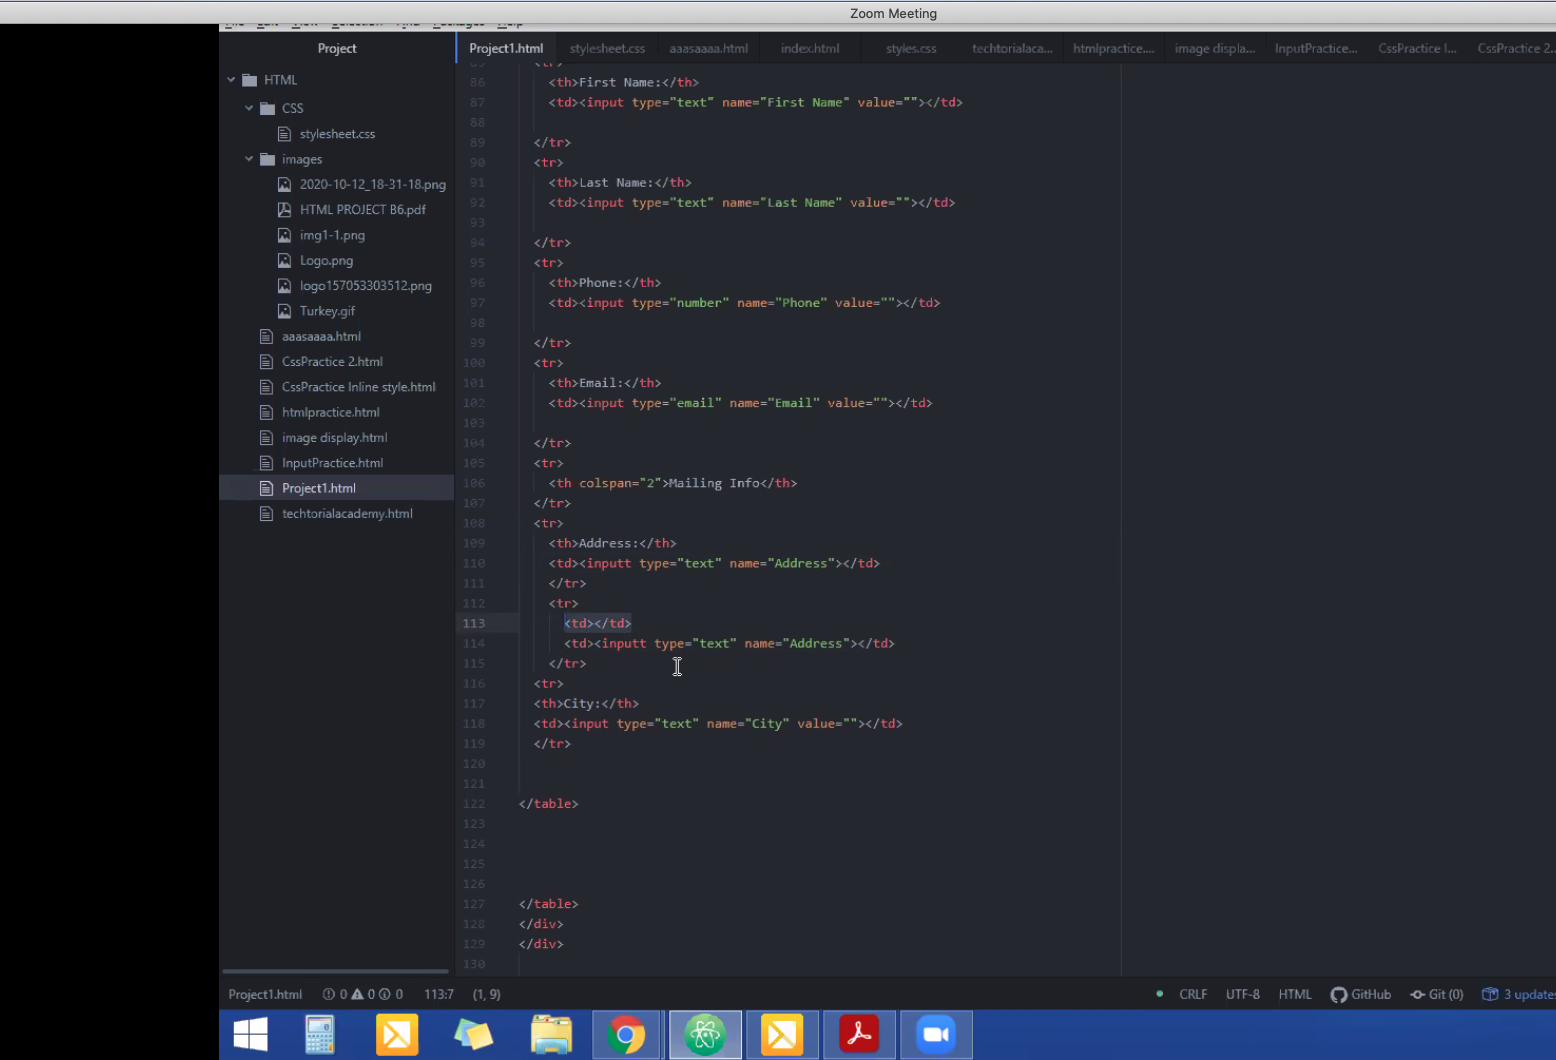 Zoom Meeting
Project
Project1.html
stylesheet.css
aaasaaaa.html
index.html
styles.css
techtorialaca...
htmlpractice....
image displa...
InputPractice...
CssPractice I...
CssPractice 2...
HTML
CSS
stylesheet.css
images
2020-10-12_18-31-18.png
HTML PROJECT B6.pdf
img1-1.png
Logo.png
logo157053303512.png
Turkey.gif
aaasaaaa.html
CssPractice 2.html
CssPractice Inline style.html
htmlpractice.html
image display.html
InputPractice.html
Project1.html
techtorialacademy.html
85 <tr>
86 <th>First Name:</th>
87 <td><input type="text" name="First Name" value=""></td>
88
89 </tr>
90 <tr>
91 <th>Last Name:</th>
92 <td><input type="text" name="Last Name" value=""></td>
93
94 </tr>
95 <tr>
96 <th>Phone:</th>
97 <td><input type="number" name="Phone" value=""></td>
98
99 </tr>
100 <tr>
101 <th>Email:</th>
102 <td><input type="email" name="Email" value=""></td>
103
104 </tr>
105 <tr>
106 <th colspan="2">Mailing Info</th>
107 </tr>
108 <tr>
109 <th>Address:</th>
110 <td><inputt type="text" name="Address"></td>
111 </tr>
112 <tr>
113 <td></td>
114 <td><inputt type="text" name="Address"></td>
115 </tr>
116 <tr>
117 <th>City:</th>
118 <td><input type="text" name="City" value=""></td>
119 </tr>
120
121
122 </table>
123
124
125
126
127 </table>
128 </div>
129 </div>
130
Project1.html 0 0 0 113:7 (1, 9) CRLF UTF-8 HTML GitHub Git (0) 3 updates